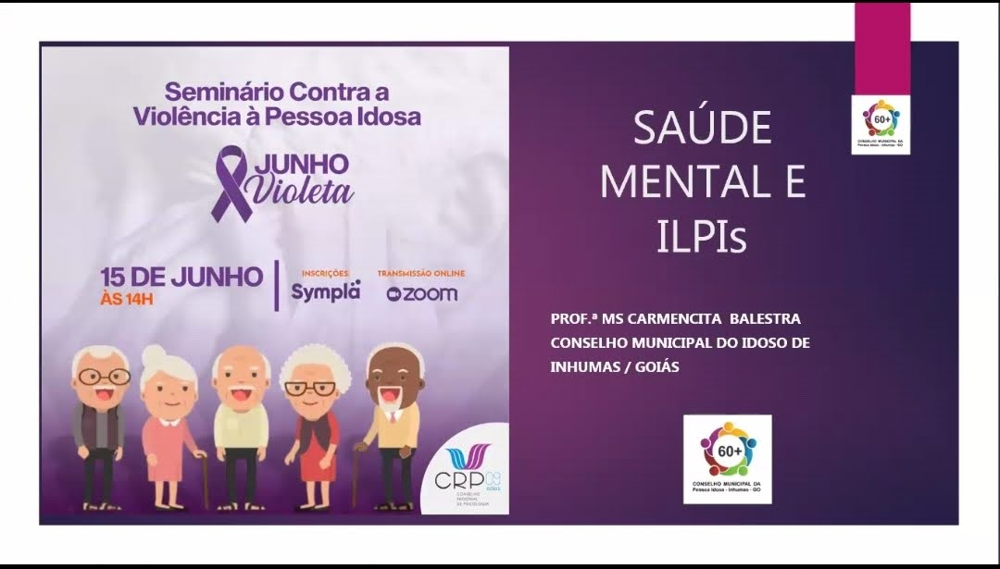 Seminário Contra a
Violência à Pessoa Idosa
JUNHO
Violeta
15 DE JUNHO
ÀS 14H
INSCRIÇÕES
Sympla
TRANSMISSÃO ONLINE
zoom
CRP 09
GOIÁS
CONSELHO
REGIONAL
DE PSICOLOGIA
SAÚDE
MENTAL E
ILPIs
60+
CONSELHO MUNICIPAL DA
Pessoa Idosa - Inhumas - GO
PROF.ª MS CARMENCITA BALESTRA
CONSELHO MUNICIPAL DO IDOSO DE
INHUMAS / GOIÁS
60+
CONSELHO MUNICIPAL DA
Pessoa Idosa - Inhumas - GO